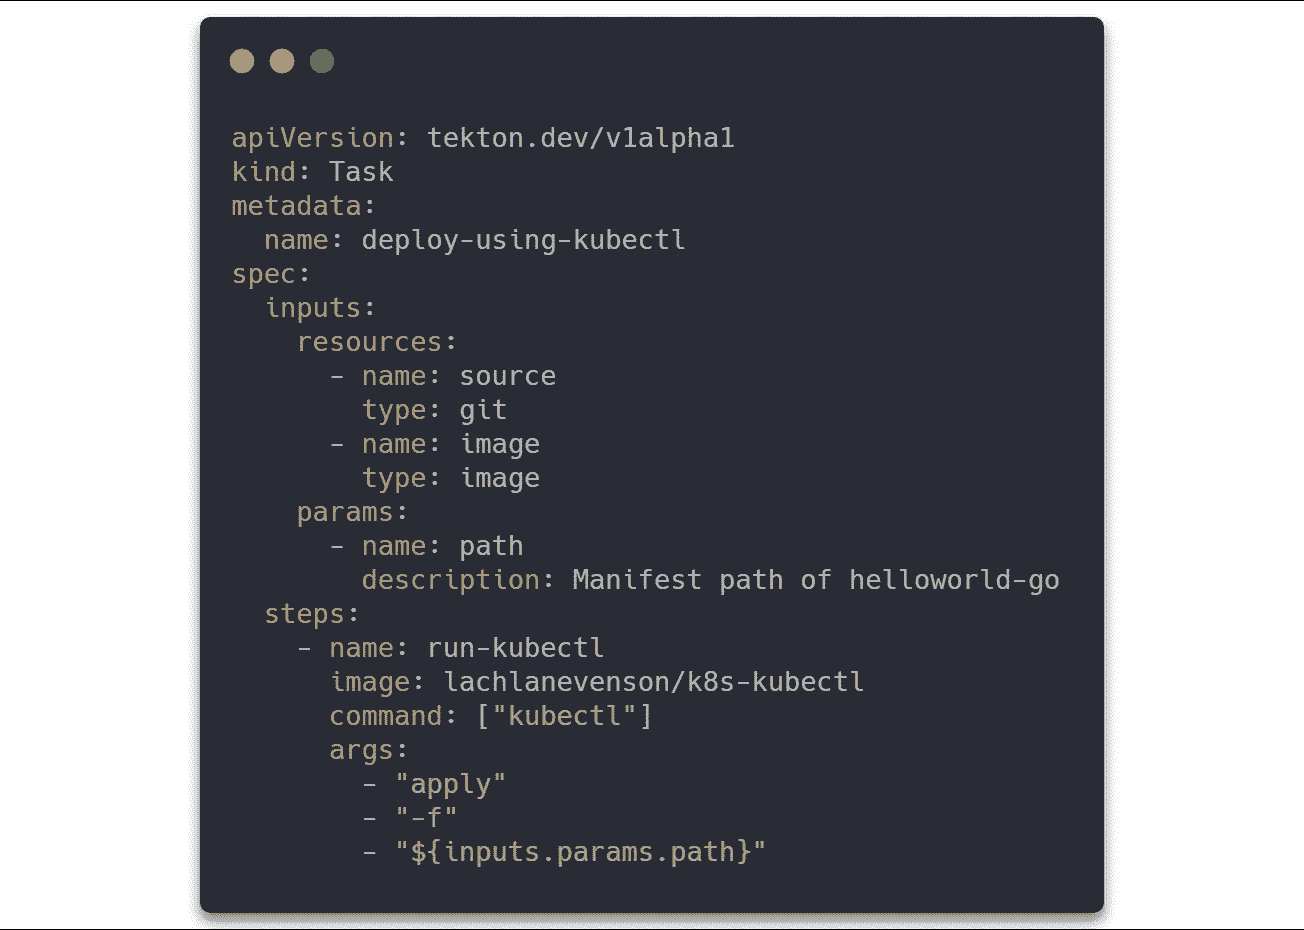 apiVersion: tekton.dev/v1alpha1
kind: Task
metadata:
  name: deploy-using-kubectl
spec:
  inputs:
    resources:
      - name: source
        type: git
      - name: image
        type: image
    params:
      - name: path
        description: Manifest path of helloworld-go
  steps:
    - name: run-kubectl
      image: lachlanevenson/k8s-kubectl
      command: ["kubectl"]
      args:
        - "apply"
        - "-f"
        - "${inputs.params.path}"